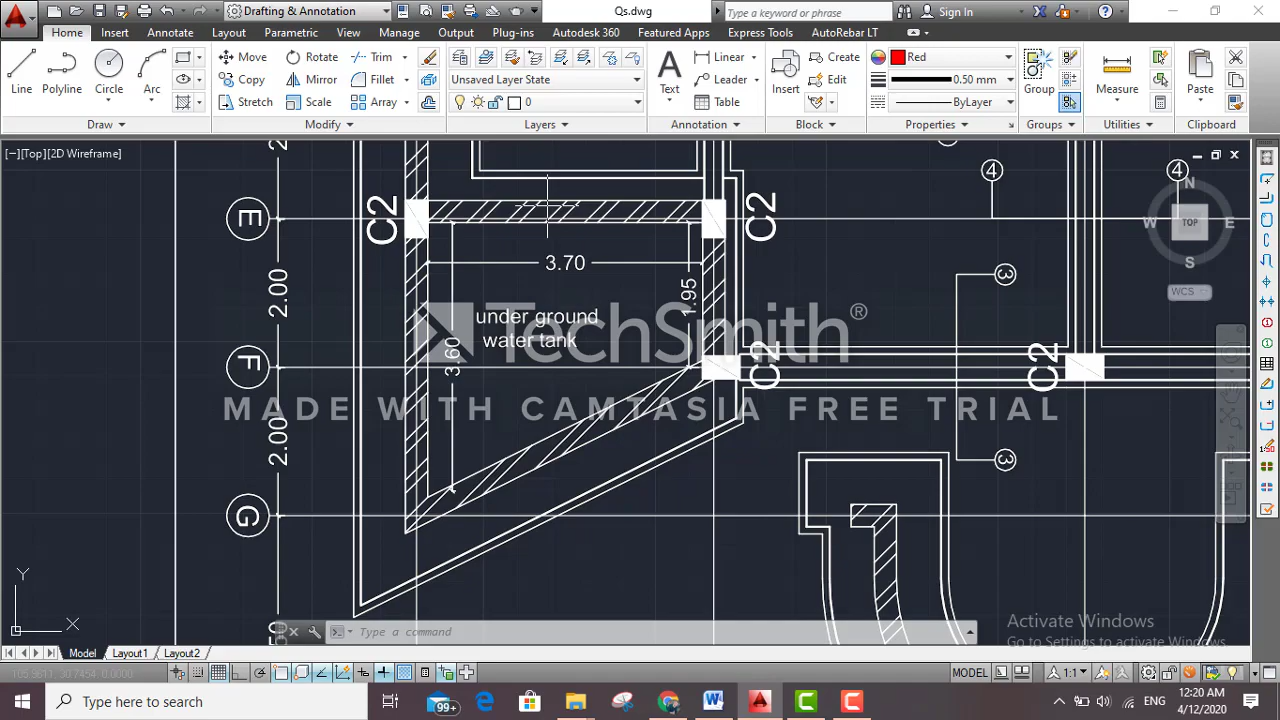 Drafting & Annotation
Qs.dwg
Type a keyword or phrase
Sign In
Home Insert Annotate Layout Parametric View Manage Output Plug-ins Autodesk 360 Featured Apps Express Tools AutoRebar LT
Line Polyline Circle Arc
Move Rotate Trim
Copy Mirror Fillet
Stretch Scale Array
Unsaved Layer State
0
Text
Linear
Leader
Table
Insert
Create
Edit
Red
0.50 mm
ByLayer
Group
Measure
Paste
Draw Modify Layers Annotation Block Properties Groups Utilities Clipboard
[−][Top][2D Wireframe]
4 4
N
W TOP E
S
WCS
E
C2 C2
3.70
2.00
1.95
3
under ground
water tank
TechSmith®
3.60
F
C2 C2
MADE WITH CAMTASIA FREE TRIAL
2.00
3
G
Y
X
Activate Windows
Go to Settings to activate Windows.
Type a command
Model Layout1 Layout2
MODEL
1:1
Type here to search
99+
ENG
12:20 AM
4/12/2020